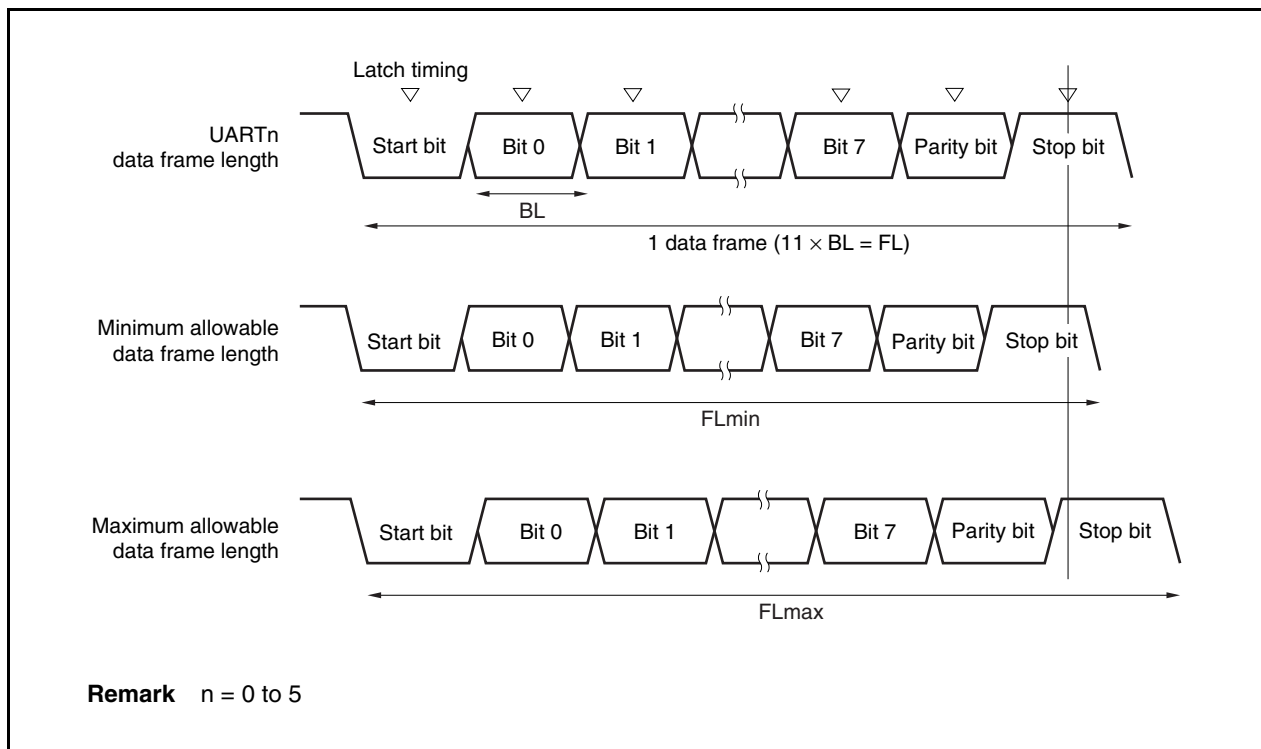 Latch timing
UARTn
data frame length
Start bit
Bit 0
Bit 1
Bit 7
Parity bit
Stop bit
BL
1 data frame (11 × BL = FL)
Minimum allowable
data frame length
Start bit
Bit 0
Bit 1
Bit 7
Parity bit
Stop bit
FLmin
Maximum allowable
data frame length
Start bit
Bit 0
Bit 1
Bit 7
Parity bit
Stop bit
FLmax
Remark n = 0 to 5